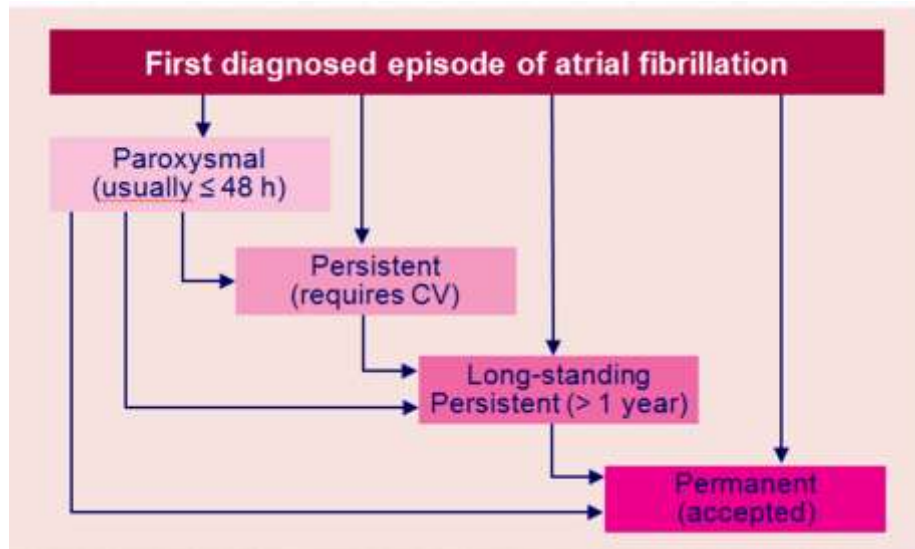 First diagnosed episode of atrial fibrillation
Paroxysmal
(usually ≤ 48 h)
Persistent
(requires CV)
Long-standing
Persistent (> 1 year)
Permanent
(accepted)